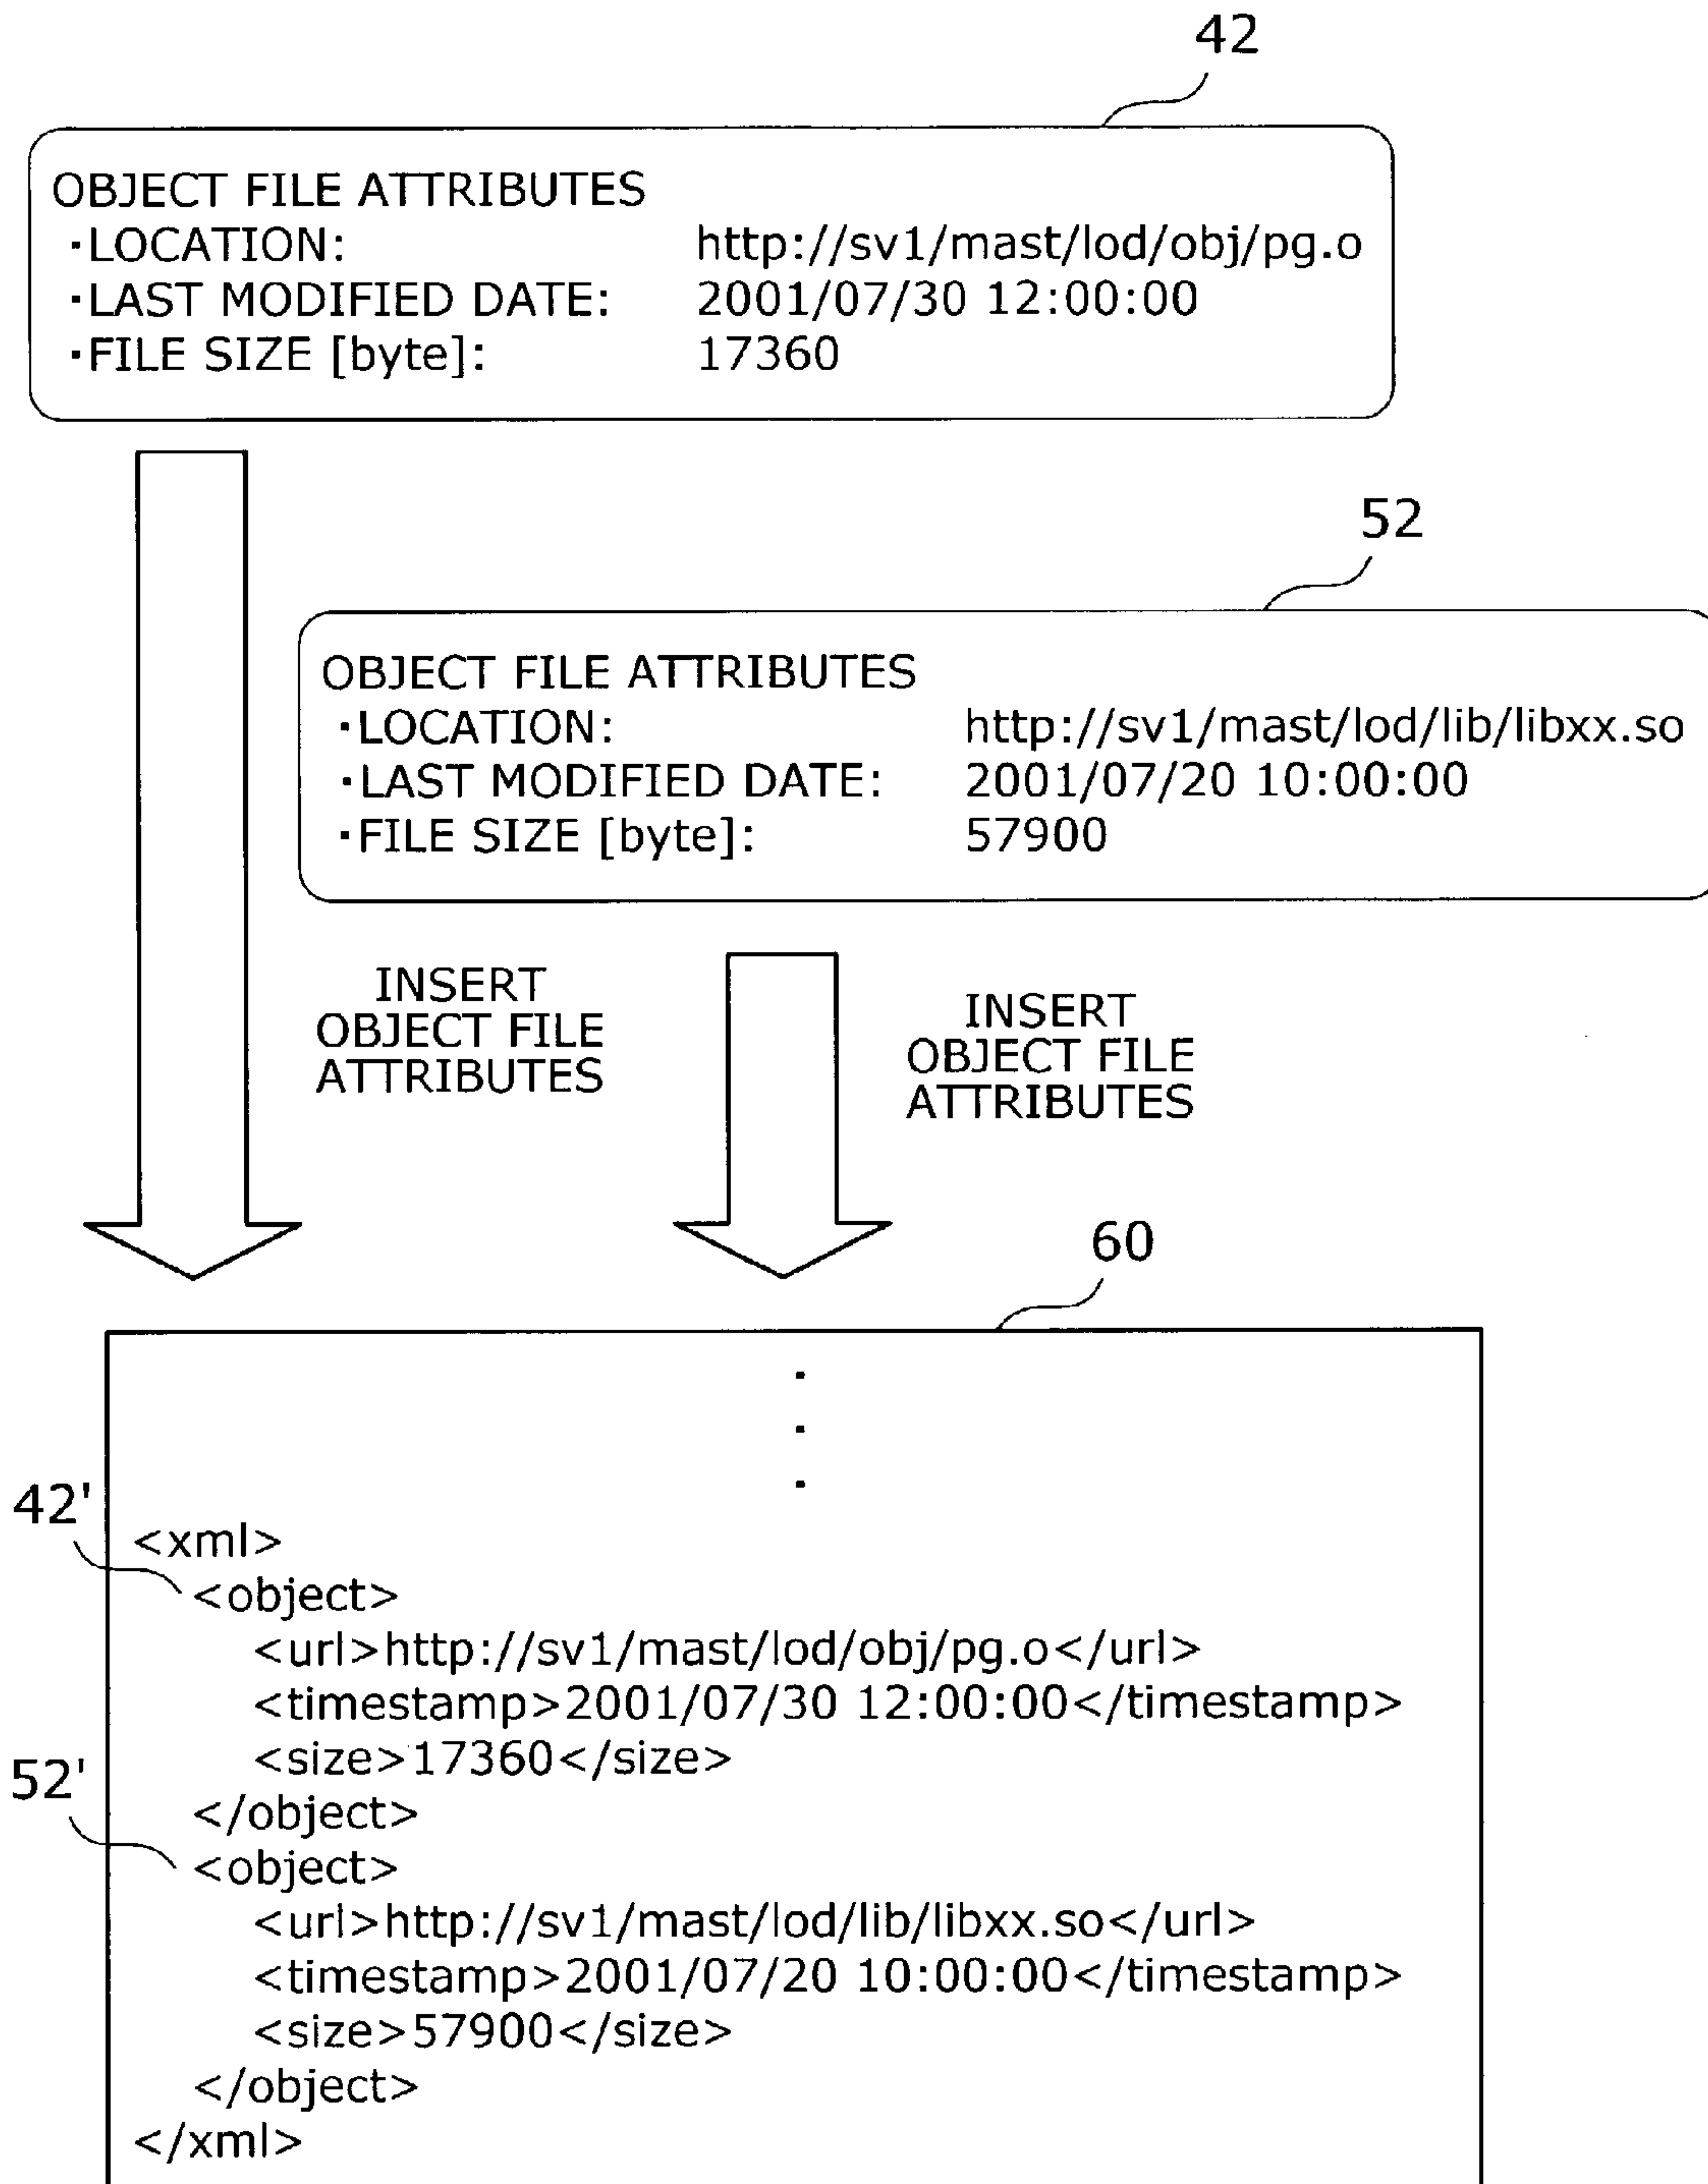 42
OBJECT FILE ATTRIBUTES
·LOCATION: http://sv1/mast/lod/obj/pg.o
·LAST MODIFIED DATE: 2001/07/30 12:00:00
·FILE SIZE [byte]: 17360
52
OBJECT FILE ATTRIBUTES
·LOCATION: http://sv1/mast/lod/lib/libxx.so
·LAST MODIFIED DATE: 2001/07/20 10:00:00
·FILE SIZE [byte]: 57900
INSERT
OBJECT FILE
ATTRIBUTES
INSERT
OBJECT FILE
ATTRIBUTES
60
.
.
.
42'
<xml>
<object>
<url>http://sv1/mast/lod/obj/pg.o</url>
<timestamp>2001/07/30 12:00:00</timestamp>
<size>17360</size>
52'
</object>
<object>
<url>http://sv1/mast/lod/lib/libxx.so</url>
<timestamp>2001/07/20 10:00:00</timestamp>
<size>57900</size>
</object>
</xml>